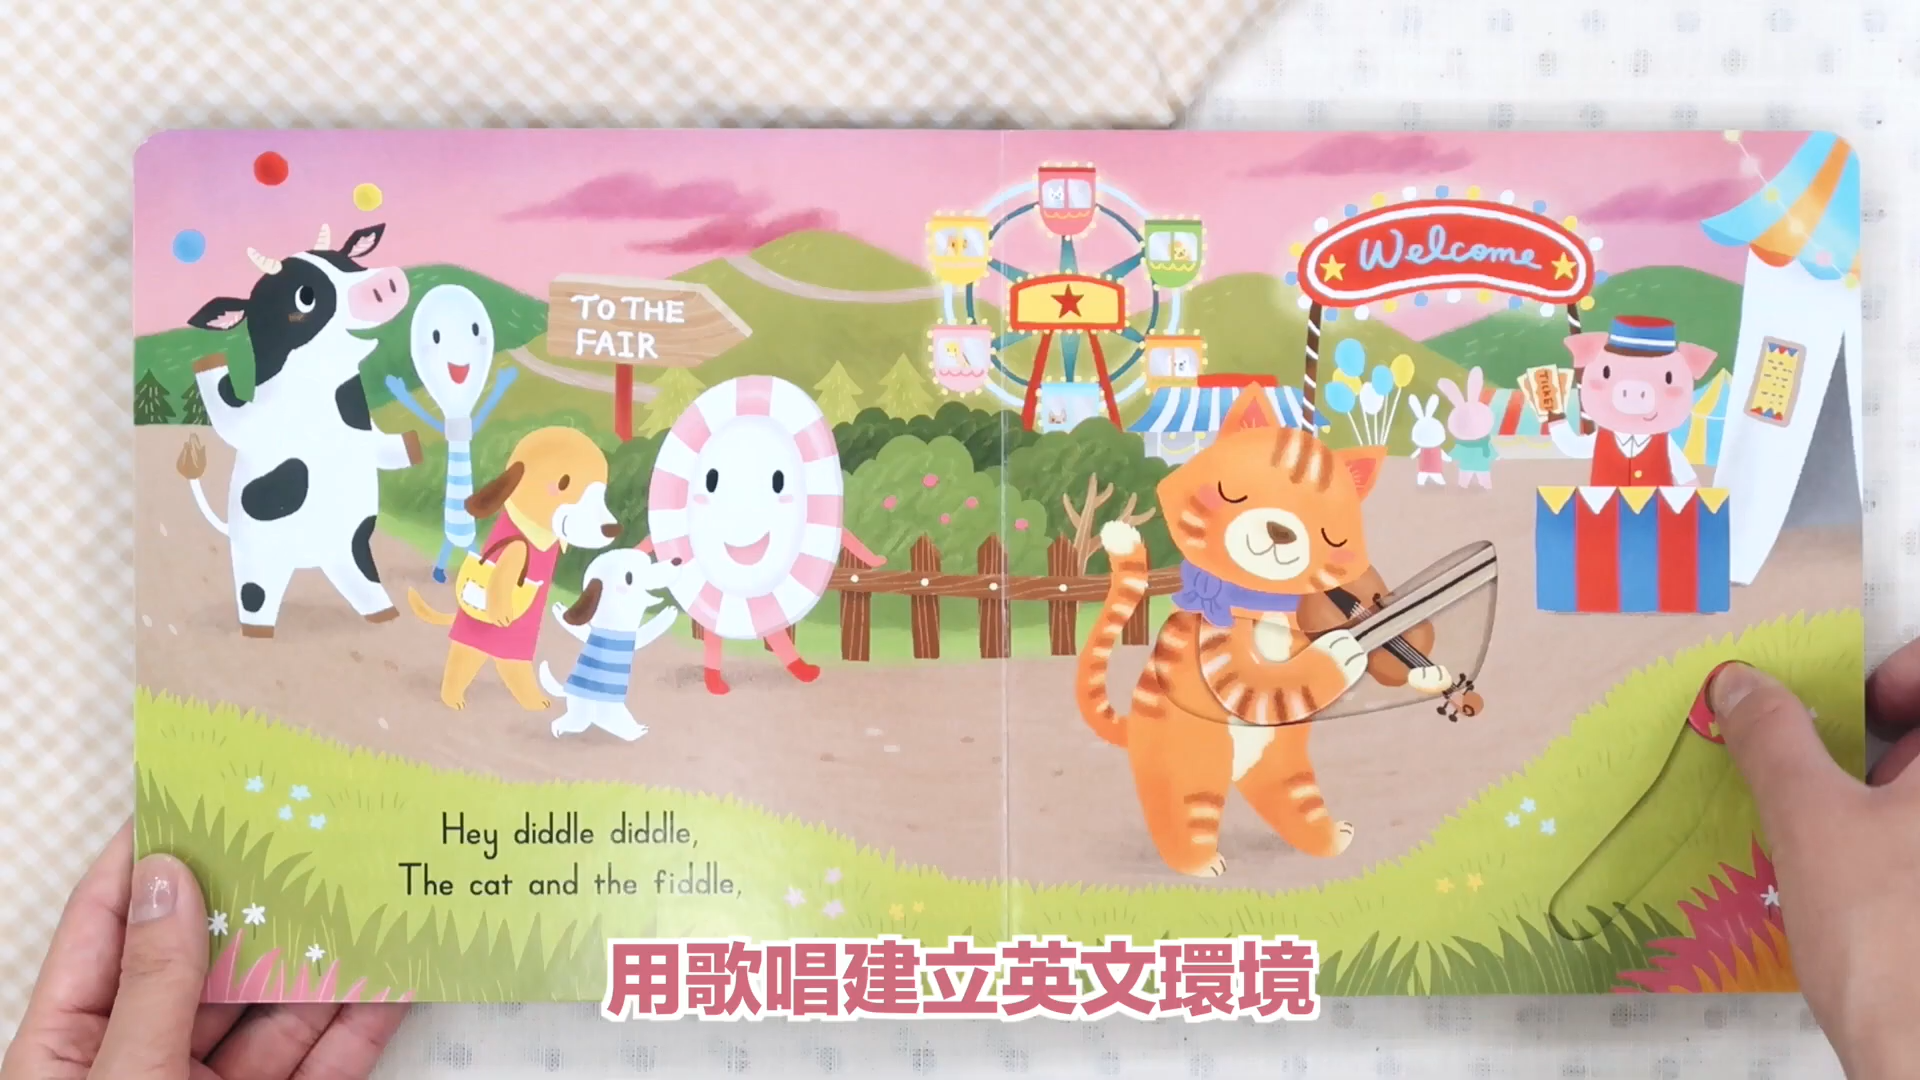 TO THE
FAIR
Welcome
TICKET
Hey diddle diddle,
The cat and the fiddle,
用歌唱建立英文環境